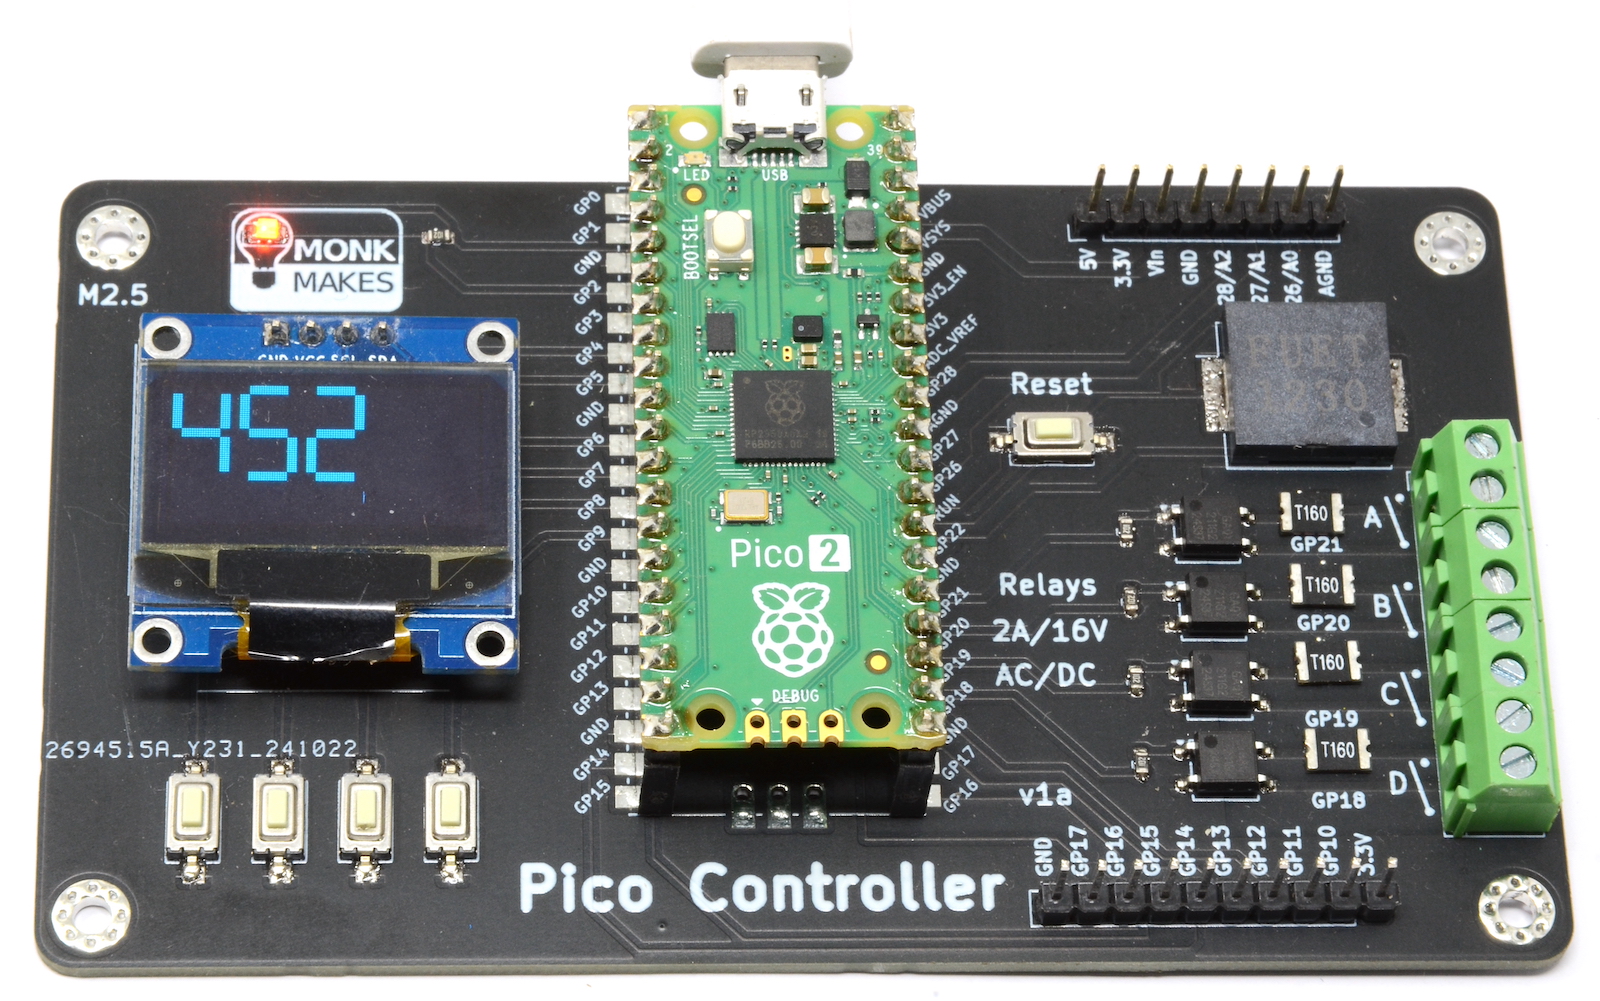 MONK
MAKES
M2.5
GND VCC SCL SDA
452
2694515A_Y231_241022
GP0
GP1
GND
GP2
GP3
GP4
GP5
GND
GP6
GP7
GP8
GP9
GND
GP10
GP11
GP12
GP13
GND
GP14
GP15
1
2
39
LED
USB
BOOTSEL
Pico 2
DEBUG
VBUS
VSYS
GND
3V3_EN
3V3
ADC_VREF
GP28
AGND
GP27
GP26
RUN
GP22
GND
GP21
GP20
GP19
GP18
GND
GP17
GP16
5V
3.3V
Vin
GND
28/A2
27/A1
26/A0
AGND
Reset
Relays
2A/16V
AC/DC
T160
GP21
A
T160
GP20
B
T160
GP19
C
T160
GP18
D
v1a
GND
GP17
GP16
GP15
GP14
GP13
GP12
GP11
GP10
3.3V
Pico Controller